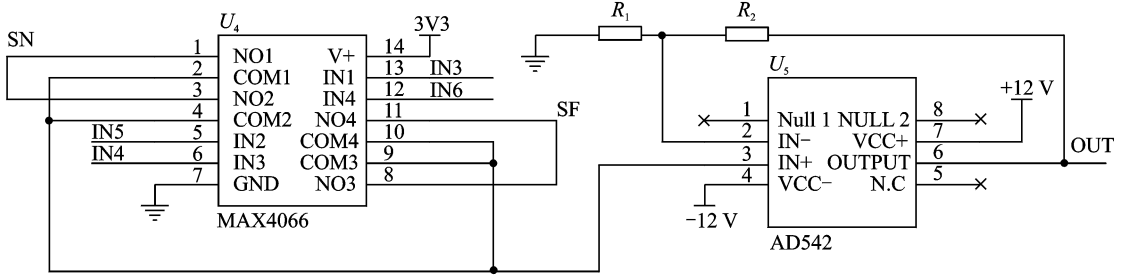 U4
SN
3V3
1 NO1 V+ 14
2 COM1 IN1 13 IN3
3 NO2 IN4 12 IN6
4 COM2 NO4 11 SF
IN5 5 IN2 COM4 10
IN4 6 IN3 COM3 9
7 GND NO3 8
MAX4066
R1 R2
U5
+12 V
1 Null 1 NULL 2 8
2 IN− VCC+ 7
3 IN+ OUTPUT 6 OUT
4 VCC− N.C 5
−12 V
AD542